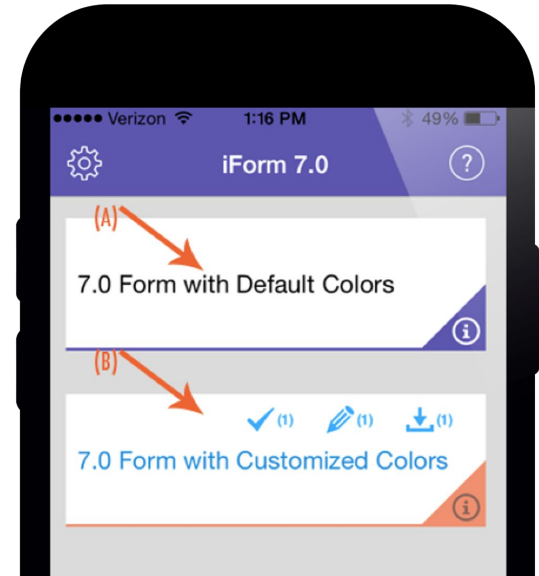 Verizon 1:16 PM 49%
iForm 7.0 ?
(A)
7.0 Form with Default Colors
i
(B)
(1) (1) (1)
7.0 Form with Customized Colors
i